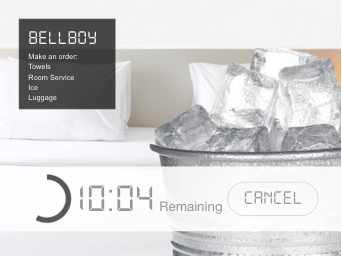 BELLBOY
Make an order:
Towels
Room Service
Ice
Luggage
10:04 Remaining CANCEL